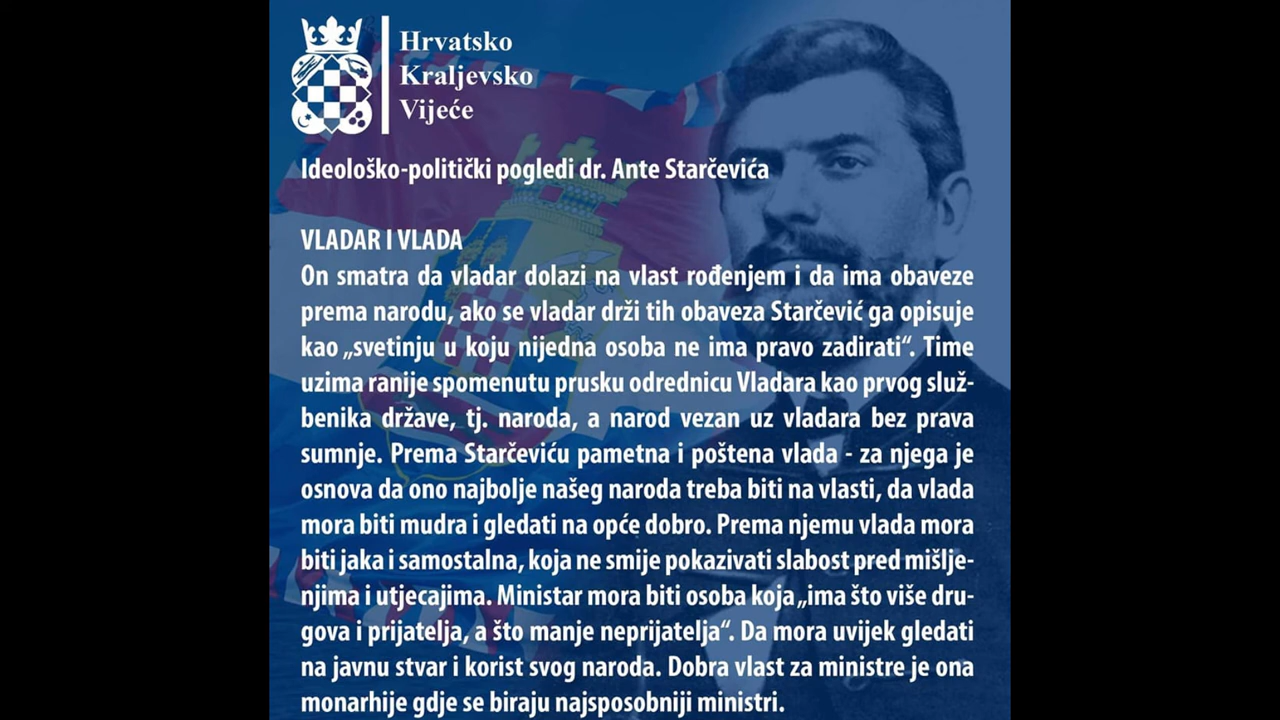 Hrvatsko
Kraljevsko
Vijeće
Ideološko-politički pogledi dr. Ante Starčevića
VLADAR I VLADA
On smatra da vladar dolazi na vlast rođenjem i da ima obaveze
prema narodu, ako se vladar drži tih obaveza Starčević ga opisuje
kao „svetinju u koju nijedna osoba ne ima pravo zadirati“. Time
uzima ranije spomenutu prusku odrednicu Vladara kao prvog služ-
benika države, tj. naroda, a narod vezan uz vladara bez prava
sumnje. Prema Starčeviću pametna i poštena vlada - za njega je
osnova da ono najbolje našeg naroda treba biti na vlasti, da vlada
mora biti mudra i gledati na opće dobro. Prema njemu vlada mora
biti jaka i samostalna, koja ne smije pokazivati slabost pred mišlje-
njima i utjecajima. Ministar mora biti osoba koja „ima što više dru-
gova i prijatelja, a što manje neprijatelja“. Da mora uvijek gledati
na javnu stvar i korist svog naroda. Dobra vlast za ministre je ona
monarhije gdje se biraju najsposobniji ministri.